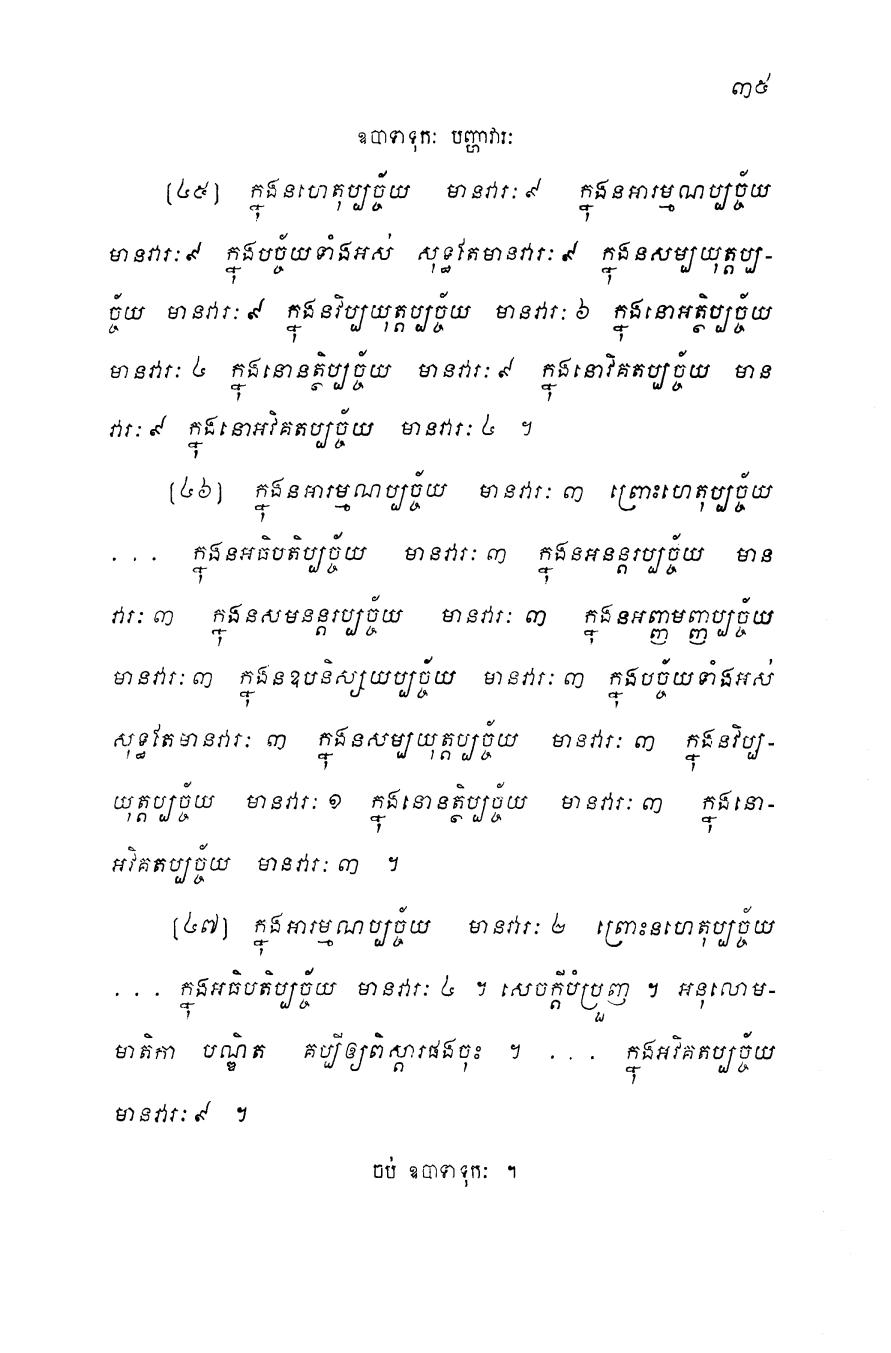 ៣៥
ឧបាទាទុកៈ បញ្ហាវារៈ
(៤៥) ក្នុងនហេតុប្បច្ច័យ មានវារៈ ៩ ក្នុងនអារម្មណប្បច្ច័យ
មានវារៈ ៩ ក្នុងបច្ច័យទាំងអស់ សុទ្ធតែមានវារៈ ៩ ក្នុងនសម្បយុត្តប្ប-
ច្ច័យ មានវារៈ ៩ ក្នុងនវិប្បយុត្តប្បច្ច័យ មានវារៈ ៦ ក្នុងនោអត្ថិប្បច្ច័យ
មានវារៈ ៤ ក្នុងនោនត្ថិប្បច្ច័យ មានវារៈ ៩ ក្នុងនោវិគតប្បច្ច័យ មាន
វារៈ ៩ ក្នុងនោអវិគតប្បច្ច័យ មានវារៈ ៤ ។
(៤៦) ក្នុងនអារម្មណប្បច្ច័យ មានវារៈ ៣ ព្រោះហេតុប្បច្ច័យ
. . . ក្នុងនអធិបតិប្បច្ច័យ មានវារៈ ៣ ក្នុងនអនន្តរប្បច្ច័យ មាន
វារៈ ៣ ក្នុងនសមនន្តរប្បច្ច័យ មានវារៈ ៣ ក្នុងនអញ្ញាមញ្ញប្បច្ច័យ
មានវារៈ ៣ ក្នុងនឧបនិស្សយប្បច្ច័យ មានវារៈ ៣ ក្នុងបច្ច័យទាំងអស់
សុទ្ធតែមានវារៈ ៣ ក្នុងនសម្បយុត្តប្បច្ច័យ មានវារៈ ៣ ក្នុងនវិប្ប-
យុត្តប្បច្ច័យ មានវារៈ ១ ក្នុងនោនត្ថិប្បច្ច័យ មានវារៈ ៣ ក្នុងនោ-
អវិគតប្បច្ច័យ មានវារៈ ៣ ។
(៤៧) ក្នុងអារម្មណប្បច្ច័យ មានវារៈ ២ ព្រោះនហេតុប្បច្ច័យ
. . . ក្នុងអធិបតិប្បច្ច័យ មានវារៈ ៤ ។ សេចក្ដីបំប្រួញ ។ អនុលោម-
មាតិកា បណ្ឌិត គប្បីឲ្យពិស្ដារផងចុះ ។ . . . ក្នុងអវិគតប្បច្ច័យ
មានវារៈ ៩ ។
ចប់ ឧបាទាទុកៈ ។